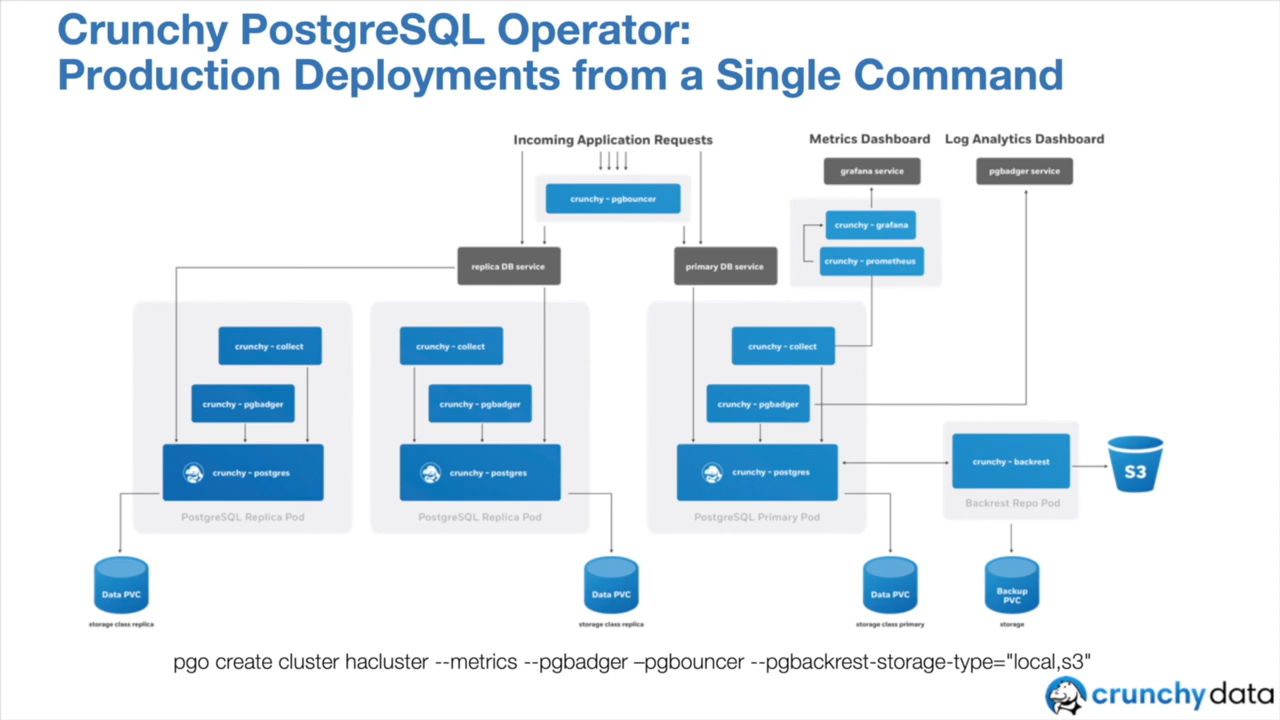 Crunchy PostgreSQL Operator:
Production Deployments from a Single Command
Incoming Application Requests
Metrics Dashboard
Log Analytics Dashboard
grafana service
pgbadger service
crunchy - pgbouncer
crunchy - grafana
crunchy - prometheus
replica DB service
primary DB service
crunchy - collect
crunchy - collect
crunchy - collect
crunchy - pgbadger
crunchy - pgbadger
crunchy - pgbadger
crunchy - postgres
crunchy - postgres
crunchy - postgres
crunchy - backrest
S3
Backrest Repo Pod
PostgreSQL Replica Pod
PostgreSQL Replica Pod
PostgreSQL Primary Pod
Data PVC
Data PVC
Data PVC
Backup
PVC
storage class replica
storage class replica
storage class primary
storage
pgo create cluster hacluster --metrics --pgbadger –pgbouncer --pgbackrest-storage-type="local,s3"
crunchy data